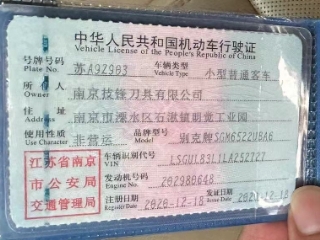 中华人民共和国机动车行驶证
Vehicle License of the People's Republic of China
号牌号码 Plate No. 苏A92983 车辆类型 Vehicle Type 小型普通客车
所有人 Owner 南京技锋刀具有限公司
住址 Address 南京市溧水区石湫镇明觉工业园
使用性质 Use Character 非营运 品牌型号 Model 别克牌SGM6522UBA6
江苏省南京
市公安局
交通管理局
车辆识别代号 VIN
发动机号码 Engine No. 202980648
注册日期 Register Date 2020-12-18 发证日期 Issue Date 2020-12-18